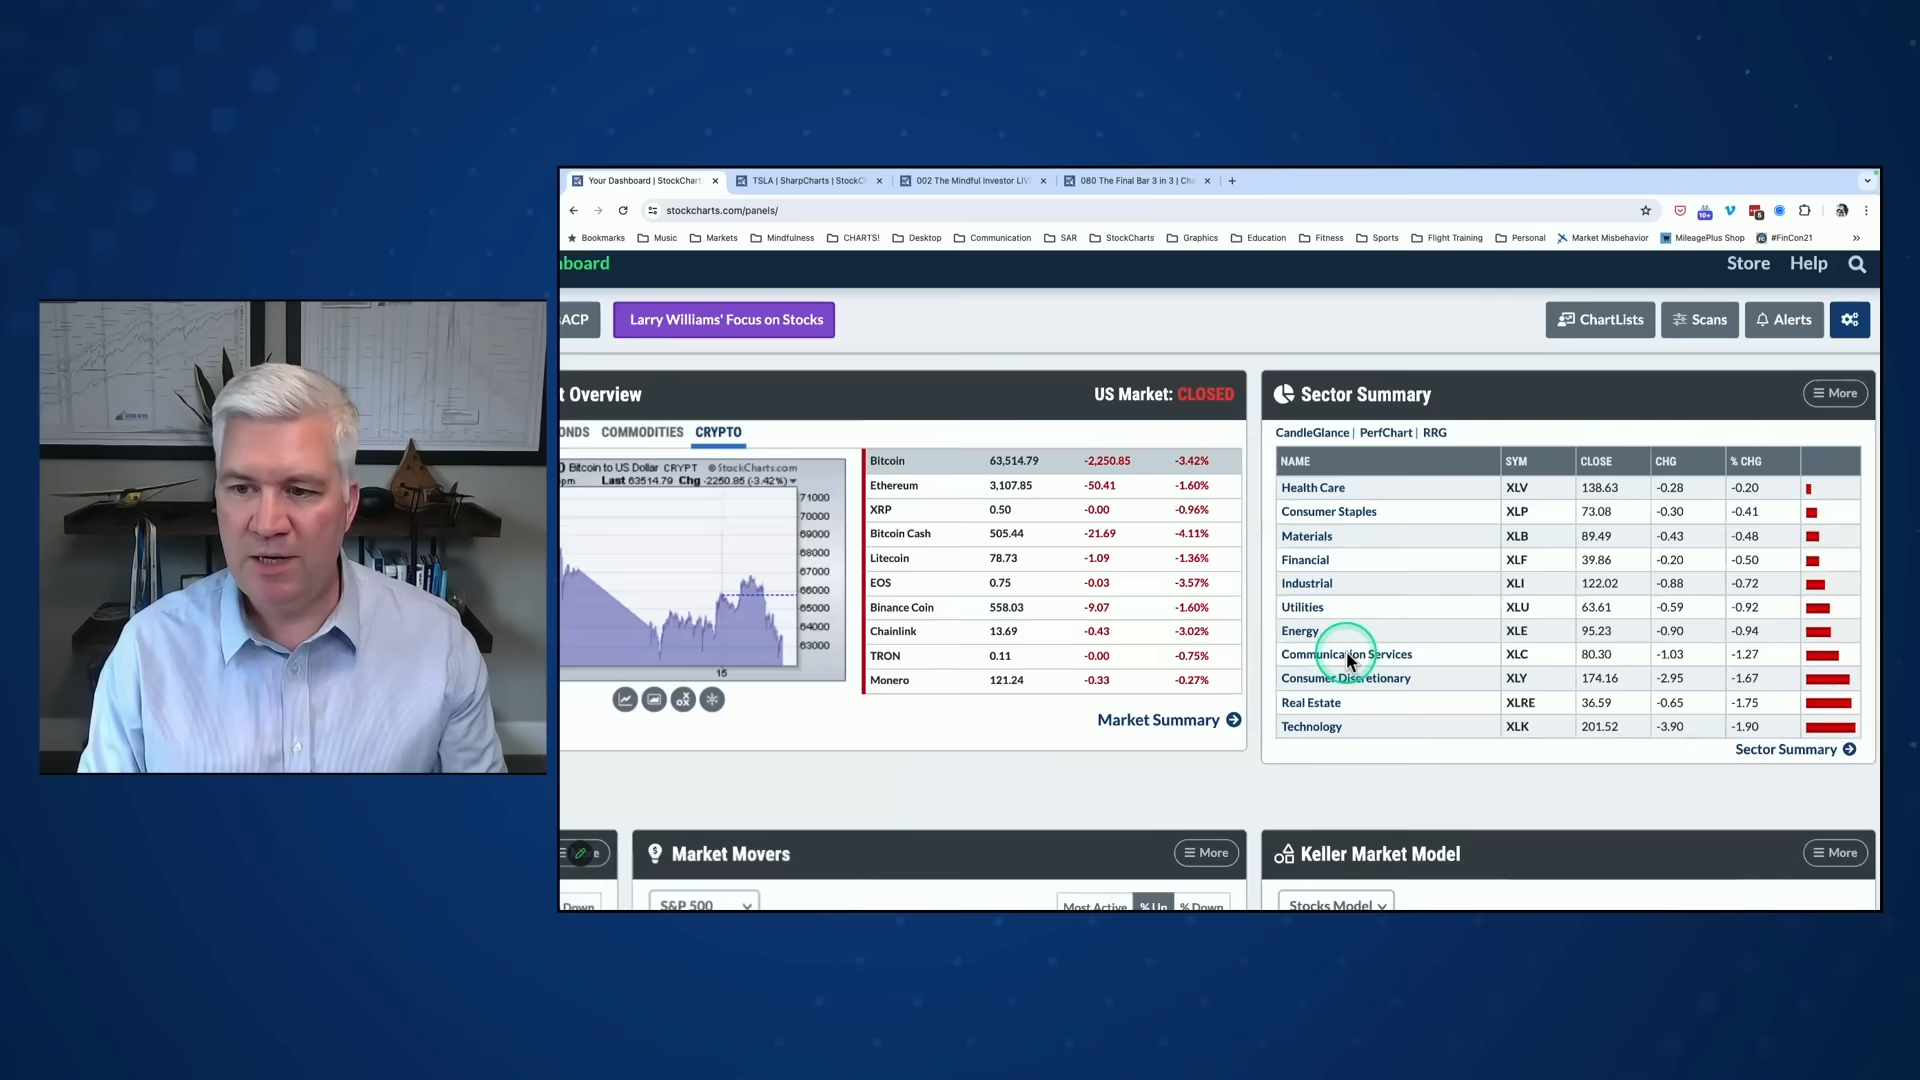 Your Dashboard | StockChart
TSLA | SharpCharts | StockC
002 The Mindful Investor LIV
080 The Final Bar 3 in 3 | Ch
stockcharts.com/panels/
10+
5
Bookmarks Music Markets Mindfulness CHARTS! Desktop Communication SAR StockCharts Graphics Education Fitness Sports Flight Training Personal Market Misbehavior MileagePlus Shop #FinCon21 »
board
Store Help
ACP
Larry Williams' Focus on Stocks
ChartLists Scans Alerts
t Overview
US Market: CLOSED
ONDS COMMODITIES CRYPTO
Bitcoin to US Dollar CRYPT © StockCharts.com
pm Last 63514.79 Chg -2250.85 (-3.42%)
71000
70000
69000
68000
67000
66000
65000
64000
63000
15
Bitcoin 63,514.79 -2,250.85 -3.42%
Ethereum 3,107.85 -50.41 -1.60%
XRP 0.50 -0.00 -0.96%
Bitcoin Cash 505.44 -21.69 -4.11%
Litecoin 78.73 -1.09 -1.36%
EOS 0.75 -0.03 -3.57%
Binance Coin 558.03 -9.07 -1.60%
Chainlink 13.69 -0.43 -3.02%
TRON 0.11 -0.00 -0.75%
Monero 121.24 -0.33 -0.27%
Market Summary
Sector Summary
More
CandleGlance | PerfChart | RRG
NAME SYM CLOSE CHG % CHG
Health Care XLV 138.63 -0.28 -0.20
Consumer Staples XLP 73.08 -0.30 -0.41
Materials XLB 89.49 -0.43 -0.48
Financial XLF 39.86 -0.20 -0.50
Industrial XLI 122.02 -0.88 -0.72
Utilities XLU 63.61 -0.59 -0.92
Energy XLE 95.23 -0.90 -0.94
Communication Services XLC 80.30 -1.03 -1.27
Consumer Discretionary XLY 174.16 -2.95 -1.67
Real Estate XLRE 36.59 -0.65 -1.75
Technology XLK 201.52 -3.90 -1.90
Sector Summary
Down
Market Movers
More
S&P 500
Most Active % Up % Down
Keller Market Model
More
Stocks Model